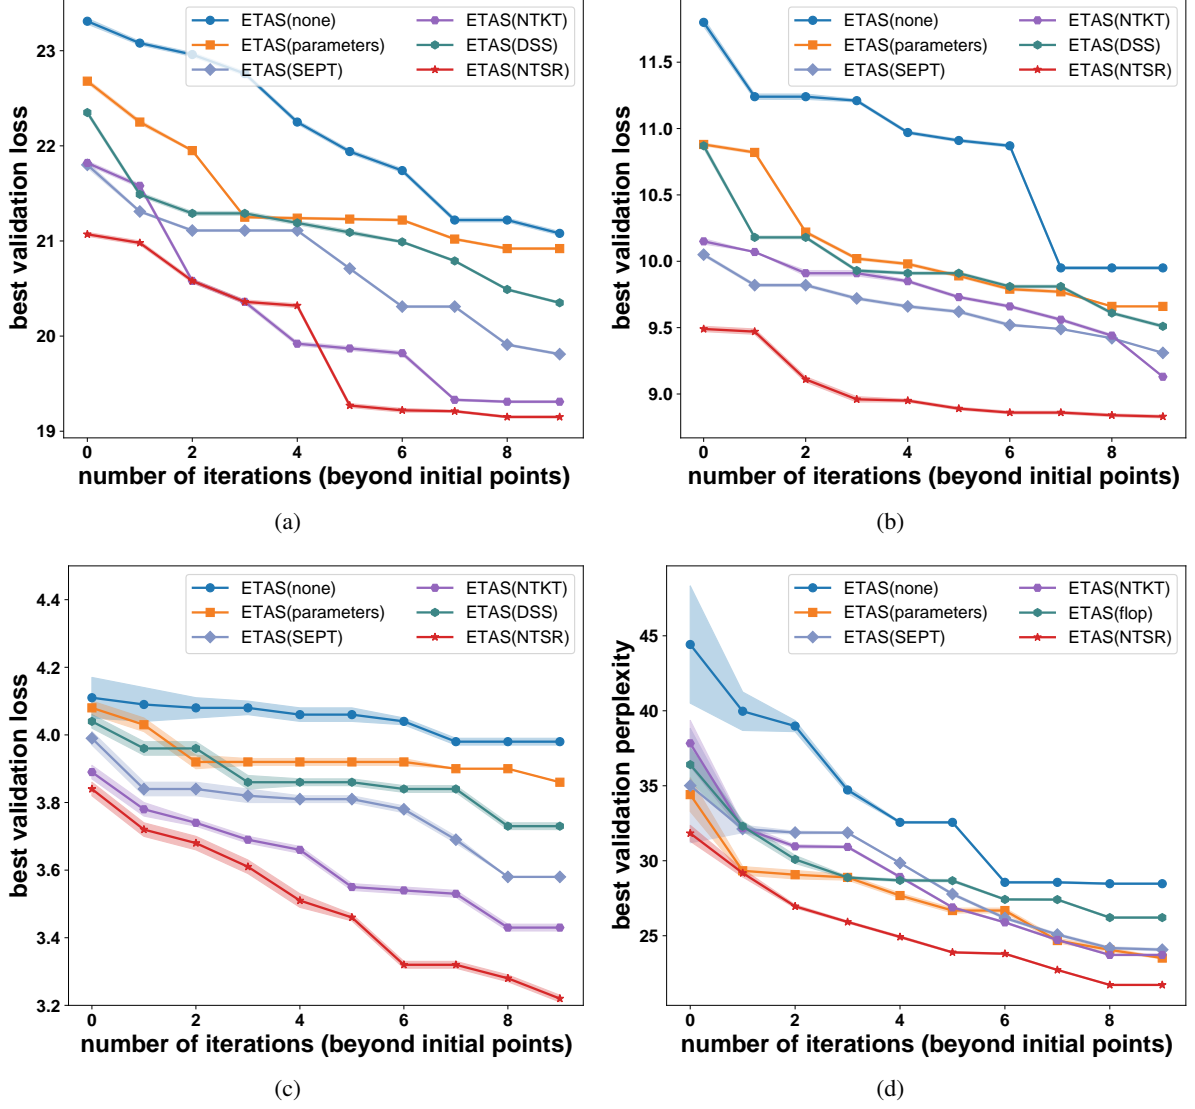 ETAS(none)
ETAS(parameters)
ETAS(SEPT)
ETAS(NTKT)
ETAS(DSS)
ETAS(NTSR)
23
22
21
20
19
best validation loss
0 2 4 6 8
number of iterations (beyond initial points)
(a)
ETAS(none)
ETAS(parameters)
ETAS(SEPT)
ETAS(NTKT)
ETAS(DSS)
ETAS(NTSR)
11.5
11.0
10.5
10.0
9.5
9.0
best validation loss
0 2 4 6 8
number of iterations (beyond initial points)
(b)
ETAS(none)
ETAS(parameters)
ETAS(SEPT)
ETAS(NTKT)
ETAS(DSS)
ETAS(NTSR)
4.4
4.2
4.0
3.8
3.6
3.4
3.2
best validation loss
0 2 4 6 8
number of iterations (beyond initial points)
(c)
ETAS(none)
ETAS(parameters)
ETAS(SEPT)
ETAS(NTKT)
ETAS(flop)
ETAS(NTSR)
45
40
35
30
25
best validation perplexity
0 2 4 6 8
number of iterations (beyond initial points)
(d)